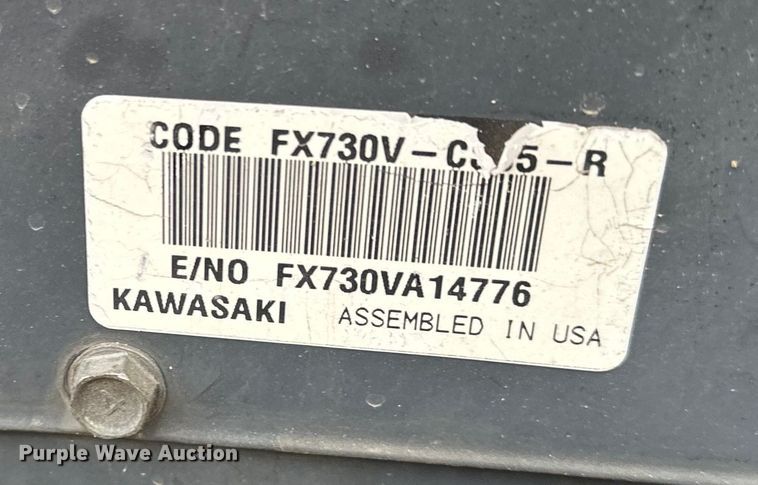 CODE
E/NO FX730VA14776
KAWASAKI ASSEMBLED IN USA
Purple Wave Auction